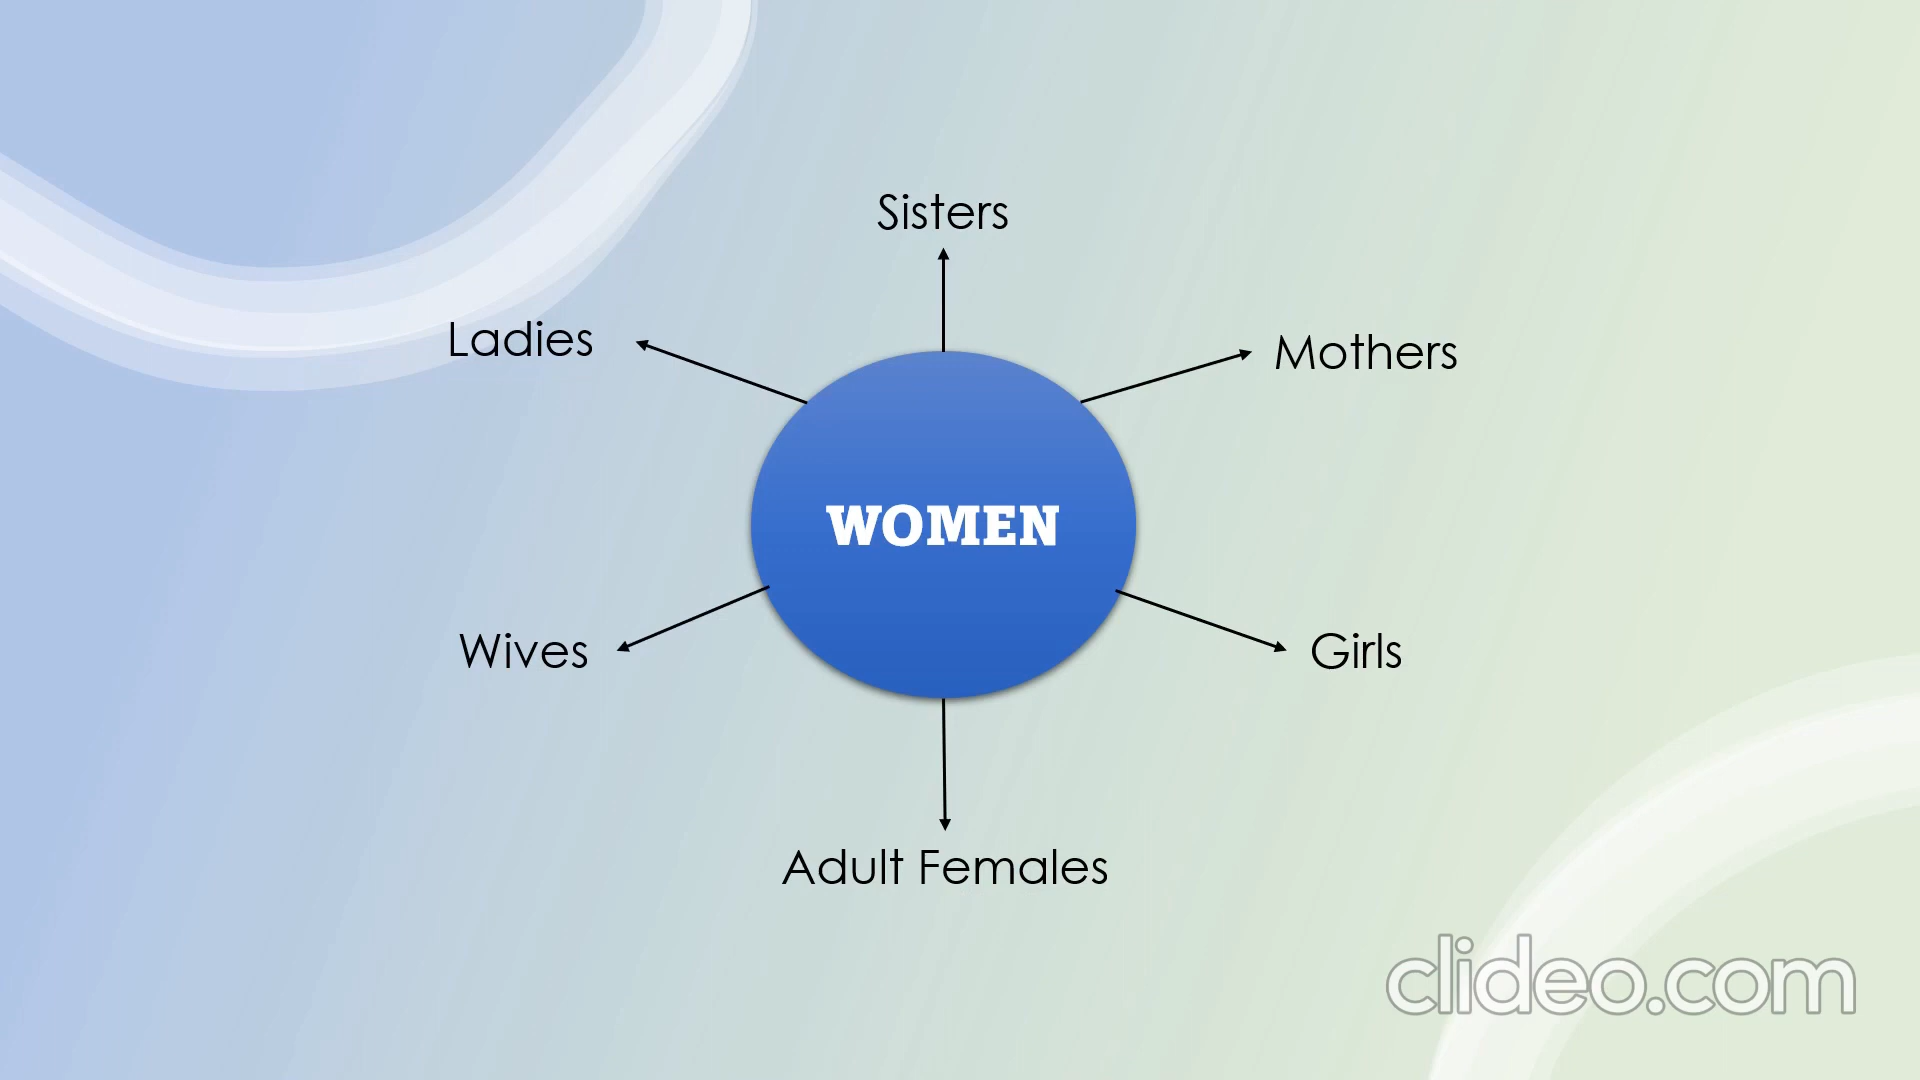 Sisters
Ladies
Mothers
WOMEN
Wives
Girls
Adult Females
clideo.com